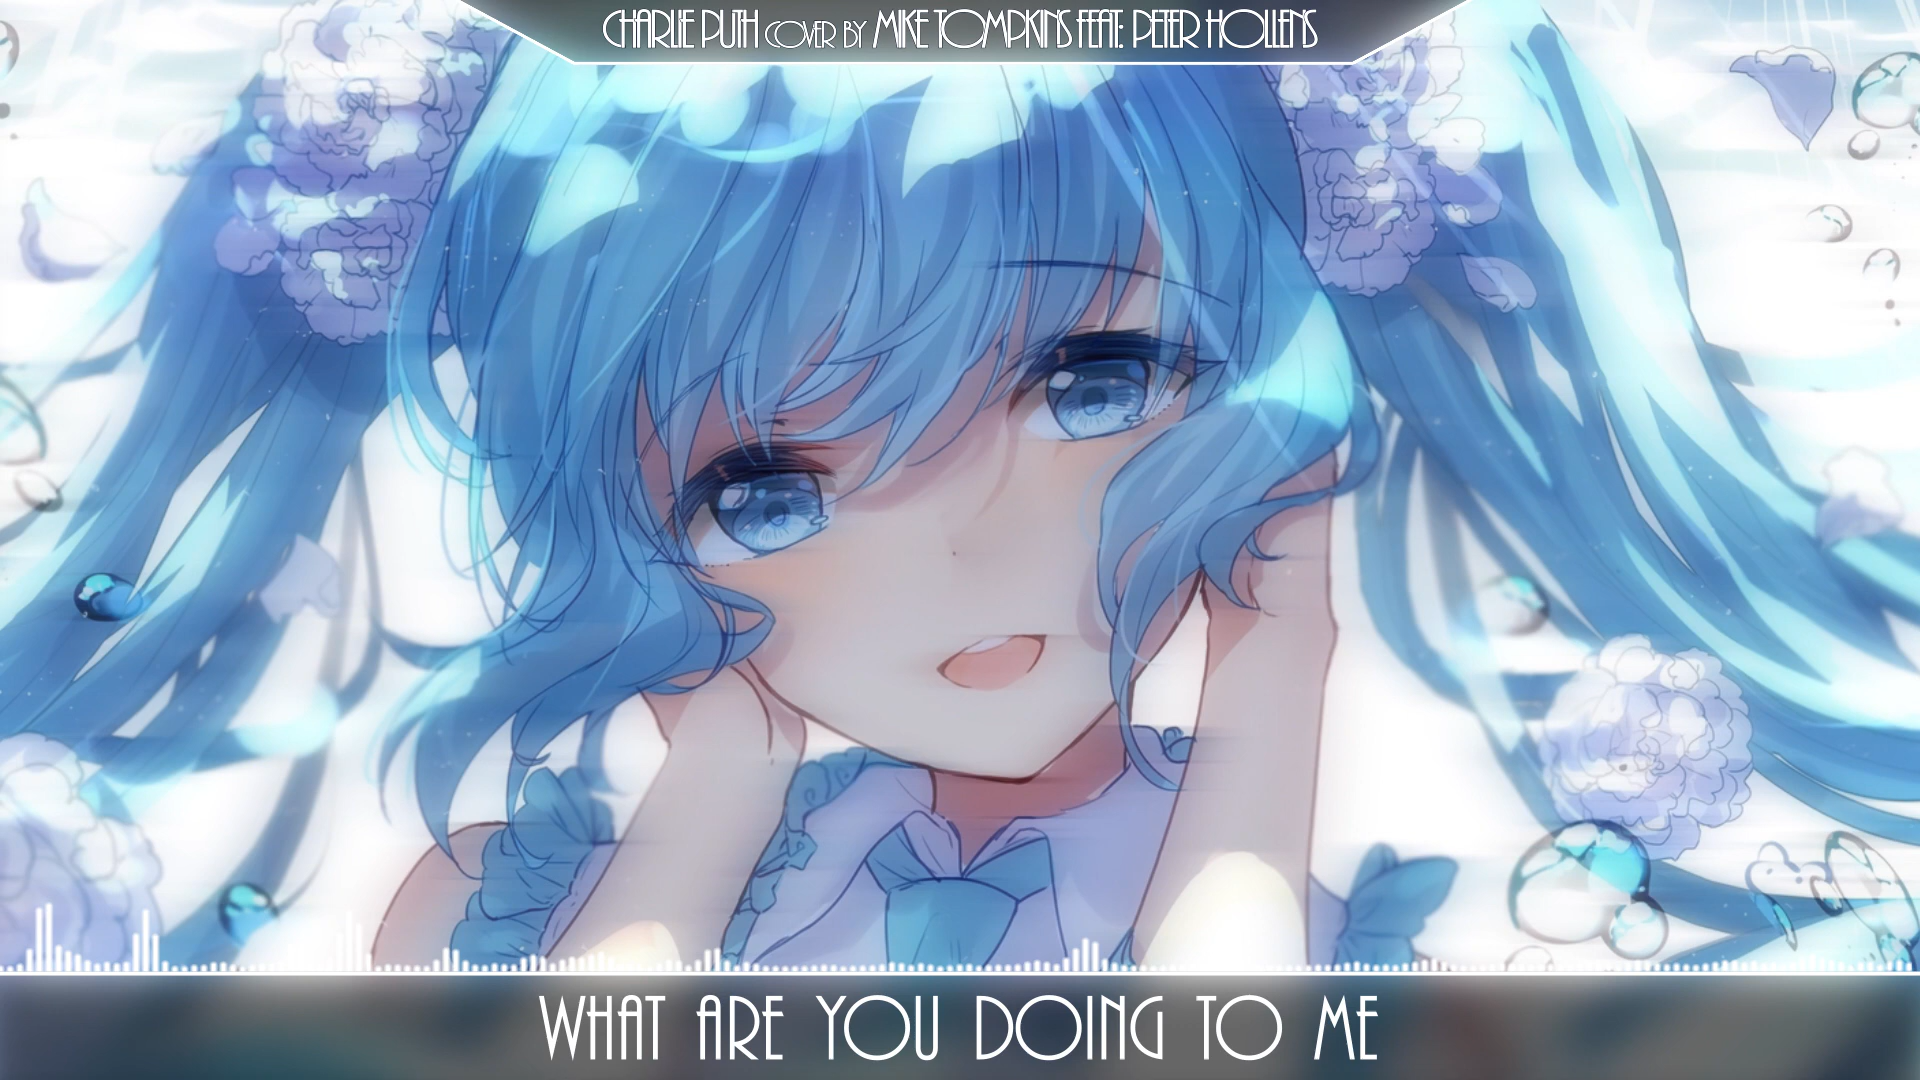 CHARLIE PUTH COVER BY MIKE TOMPKINS FEAT: PETER HOLLENS
WHAT ARE YOU DOING TO ME